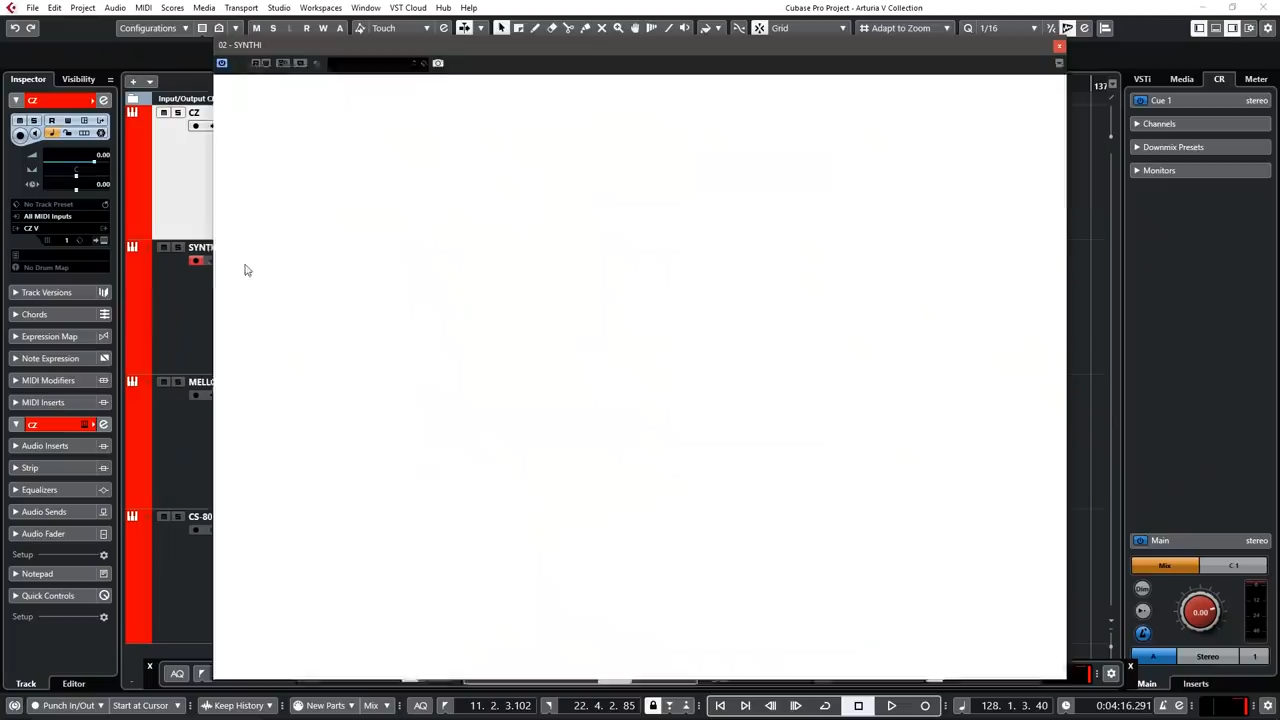 File Edit Project Audio MIDI Scores Media Transport Studio Workspaces Window VST Cloud Hub Help
Cubase Pro Project - Arturia V Collection
Configurations M S L R W A Touch Grid Adapt to Zoom Q 1/16
02 - SYNTHI
Inspector Visibility
CZ
M S R W
0.00
C
0.00
No Track Preset
All MIDI Inputs
CZ V
1
No Drum Map
Track Versions
Chords
Expression Map
Note Expression
MIDI Modifiers
MIDI Inserts
CZ
Audio Inserts
Strip
Equalizers
Audio Sends
Audio Fader
Setup
Notepad
Quick Controls
Setup
Track Editor
Input/Output
M S CZ
M S SYNTH
M S MELLO
M S CS-80
137
VSTi Media CR Meter
Cue 1 stereo
Channels
Downmix Presets
Monitors
Main stereo
Mix C 1
Dim
0.00
A Stereo 1
Main Inserts
X AQ X
Punch In/Out Start at Cursor Keep History New Parts Mix AQ 11. 2. 3.102 22. 4. 2. 85 128. 1. 3. 40 0:04:16.291